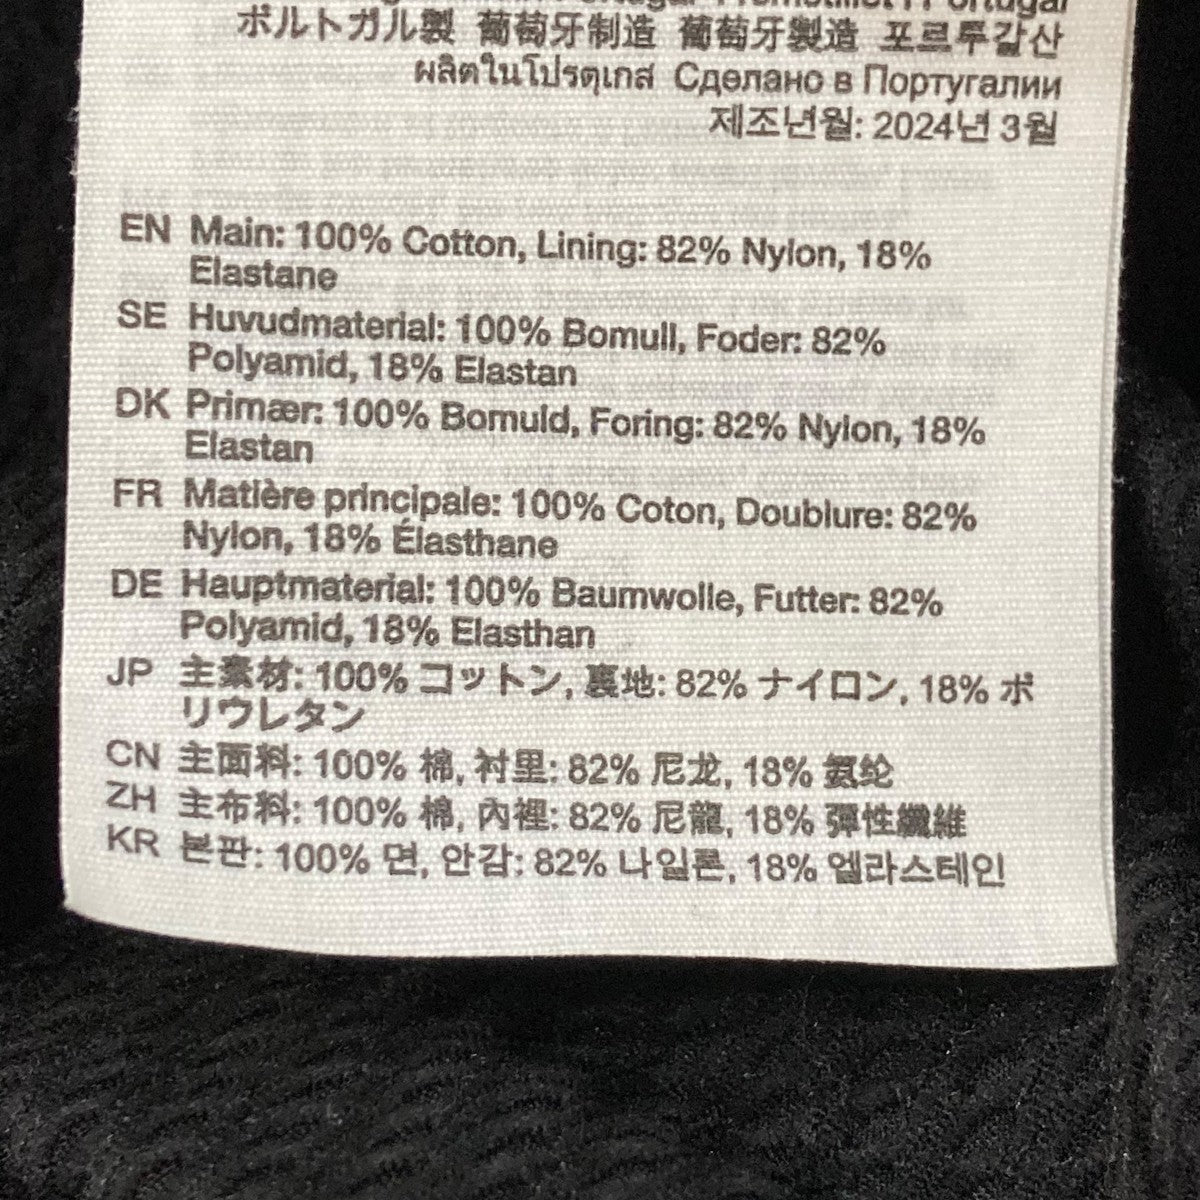 ポルトガル製 葡萄牙制造 葡萄牙製造 포르투갈산
ผลิตในโปรตุเกส Сделано в Португалии
제조년월: 2024년 3월
EN Main: 100% Cotton, Lining: 82% Nylon, 18%
Elastane
SE Huvudmaterial: 100% Bomull, Foder: 82%
Polyamid, 18% Elastan
DK Primær: 100% Bomuld, Foring: 82% Nylon, 18%
Elastan
FR Matière principale: 100% Coton, Doublure: 82%
Nylon, 18% Élasthane
DE Hauptmaterial: 100% Baumwolle, Futter: 82%
Polyamid, 18% Elasthan
JP 主素材: 100% コットン, 裏地: 82% ナイロン, 18% ポ
リウレタン
CN 主面料: 100% 棉, 衬里: 82% 尼龙, 18% 氨纶
ZH 主布料: 100% 棉, 內裡: 82% 尼龍, 18% 彈性纖維
KR 본판: 100% 면, 안감: 82% 나일론, 18% 엘라스테인